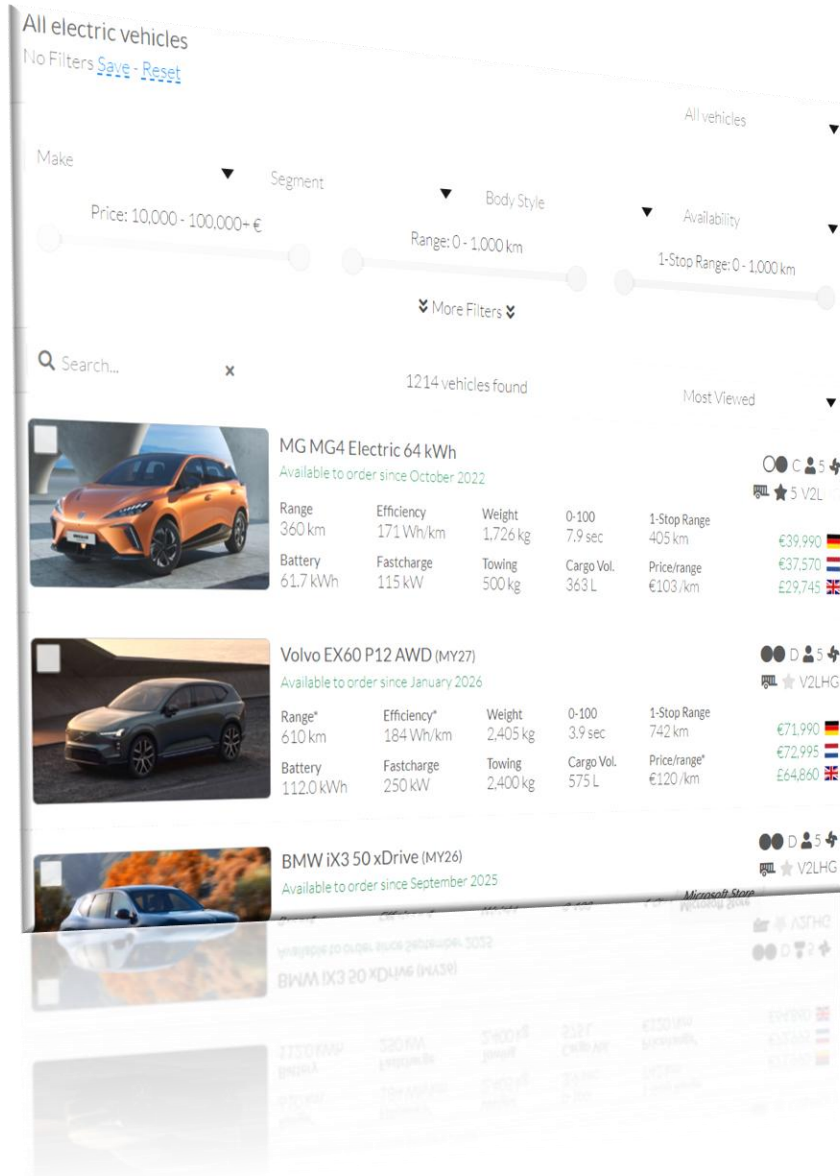 All electric vehicles
No Filters Save - Reset
All vehicles
Make
Segment
Body Style
Availability
Price: 10,000 - 100,000+ €
Range: 0 - 1,000 km
1-Stop Range: 0 - 1,000 km
More Filters
Search...
1214 vehicles found
Most Viewed
MG MG4 Electric 64 kWh
Available to order since October 2022
C 5
5 V2L
Range Efficiency Weight 0-100 1-Stop Range
360 km 171 Wh/km 1,726 kg 7.9 sec 405 km
€39,990
Battery Fastcharge Towing Cargo Vol. Price/range
€37,570
61.7 kWh 115 kW 500 kg 363 L €103/km
£29,745
Volvo EX60 P12 AWD (MY27)
Available to order since January 2026
D 5
V2LHG
Range* Efficiency* Weight 0-100 1-Stop Range
610 km 184 Wh/km 2,405 kg 3.9 sec 742 km
€71,990
Battery Fastcharge Towing Cargo Vol. Price/range*
€72,995
112.0 kWh 250 kW 2,400 kg 575 L €120/km
£64,860
BMW iX3 50 xDrive (MY26)
Available to order since September 2025
D 5
V2LHG
Microsoft Store